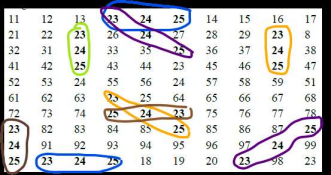 11 12 13 23 24 25 14 15 16 17
21 22 23 26 24 27 28 29 23 8
32 31 24 33 35 25 36 37 24 38
41 42 25 43 44 23 45 46 25 47
52 53 24 55 56 24 57 58 59 51
61 62 63 23 25 64 65 66 67 68
72 73 74 25 24 23 75 76 77 78
23 82 83 84 85 25 85 86 87 25
24 91 92 93 94 95 97 24 99
25 23 24 25 18 19 20 23 98 23